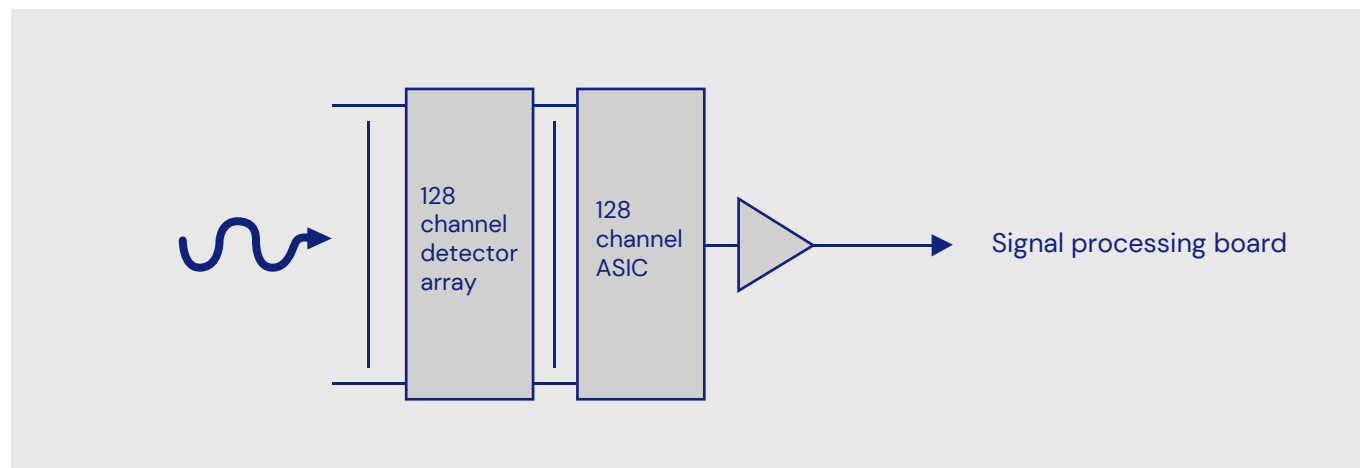 128
channel
detector
array
128
channel
ASIC
Signal processing board